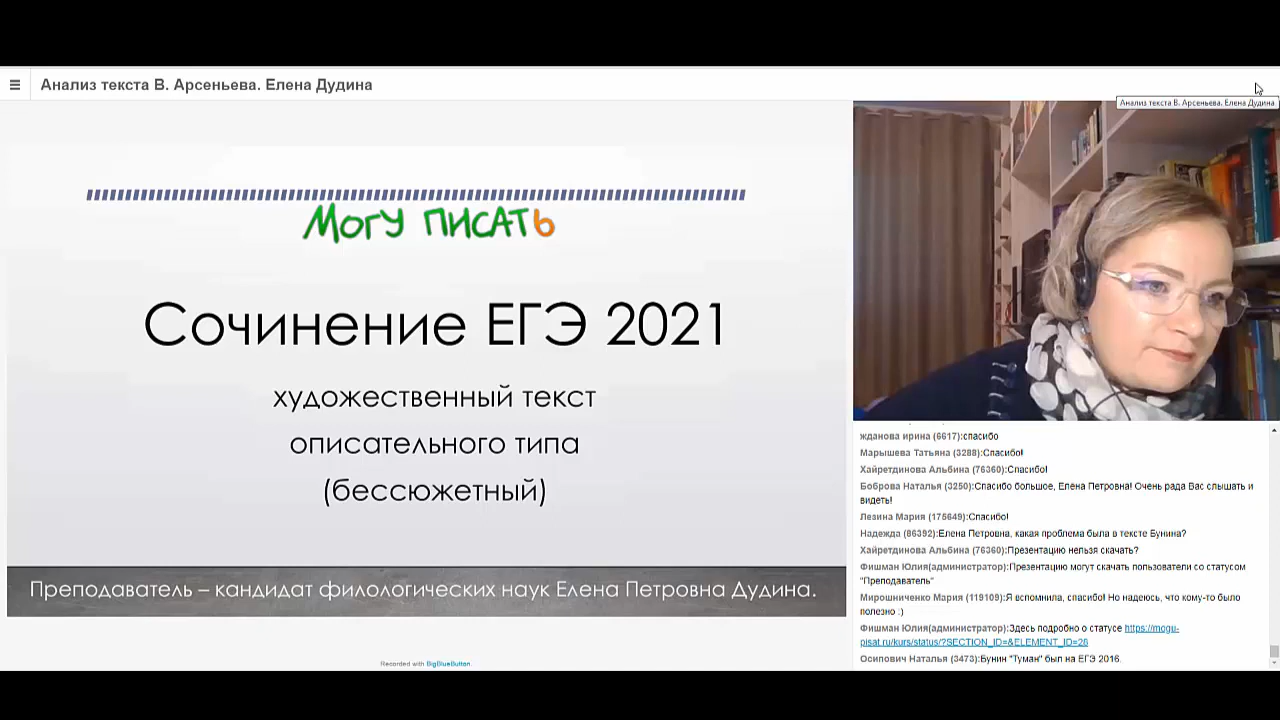 Анализ текста В. Арсеньева. Елена Дудина
Анализ текста В. Арсеньева. Елена Дудина
Могу писать
Сочинение ЕГЭ 2021
художественный текст
описательного типа
(бессюжетный)
Преподаватель – кандидат филологических наук Елена Петровна Дудина.
Recorded with BigBlueButton.
жданова ирина (6617):спасибо
Марышева Татьяна (3288):Спасибо!
Хайретдинова Альбина (76360):Спасибо!
Боброва Наталья (3250):Спасибо большое, Елена Петровна! Очень рада Вас слышать и
видеть!
Лезина Мария (175649):Спасибо!
Надежда (86392):Елена Петровна, какая проблема была в тексте Бунина?
Хайретдинова Альбина (76360):Презентацию нельзя скачать?
Фишман Юлия(администратор):Презентацию могут скачать пользователи со статусом
"Преподаватель"
Мирошниченко Мария (119109):Я вспомнила, спасибо! Но надеюсь, что кому-то было
полезно :)
Фишман Юлия(администратор):Здесь подробно о статусе https://mogu-
pisat.ru/kurs/status/?SECTION_ID=&ELEMENT_ID=26
Осипович Наталья (3473):Бунин "Туман" был на ЕГЭ 2016.